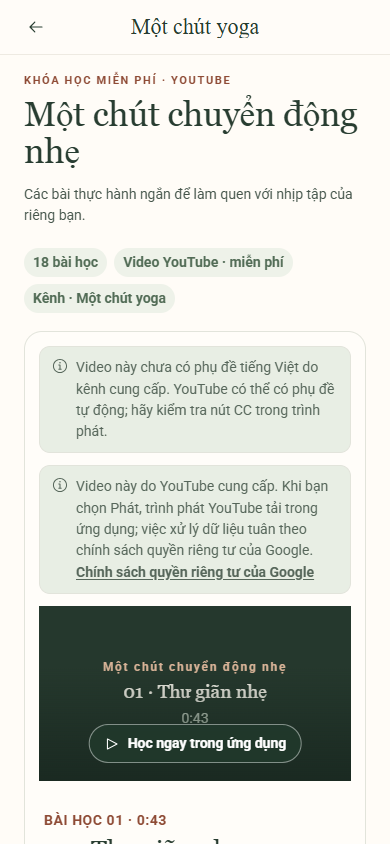 Một chút yoga
KHÓA HỌC MIỄN PHÍ · YOUTUBE
Một chút chuyển động
nhẹ
Các bài thực hành ngắn để làm quen với nhịp tập của
riêng bạn.
18 bài học
Video YouTube · miễn phí
Kênh · Một chút yoga
Video này chưa có phụ đề tiếng Việt do
kênh cung cấp. YouTube có thể có phụ đề
tự động; hãy kiểm tra nút CC trong trình
phát.
Video này do YouTube cung cấp. Khi bạn
chọn Phát, trình phát YouTube tải trong
ứng dụng; việc xử lý dữ liệu tuân theo
chính sách quyền riêng tư của Google.
Chính sách quyền riêng tư của Google
Một chút chuyển động nhẹ
01 · Thư giãn nhẹ
0:43
Học ngay trong ứng dụng
BÀI HỌC 01 · 0:43